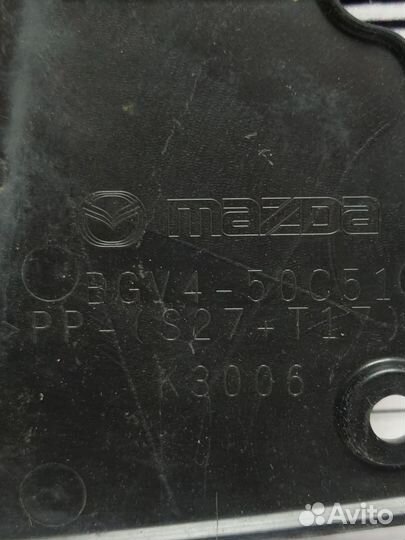 mazda
BGV4-50C51
>PP-(S27+T17)
K3006
Avito